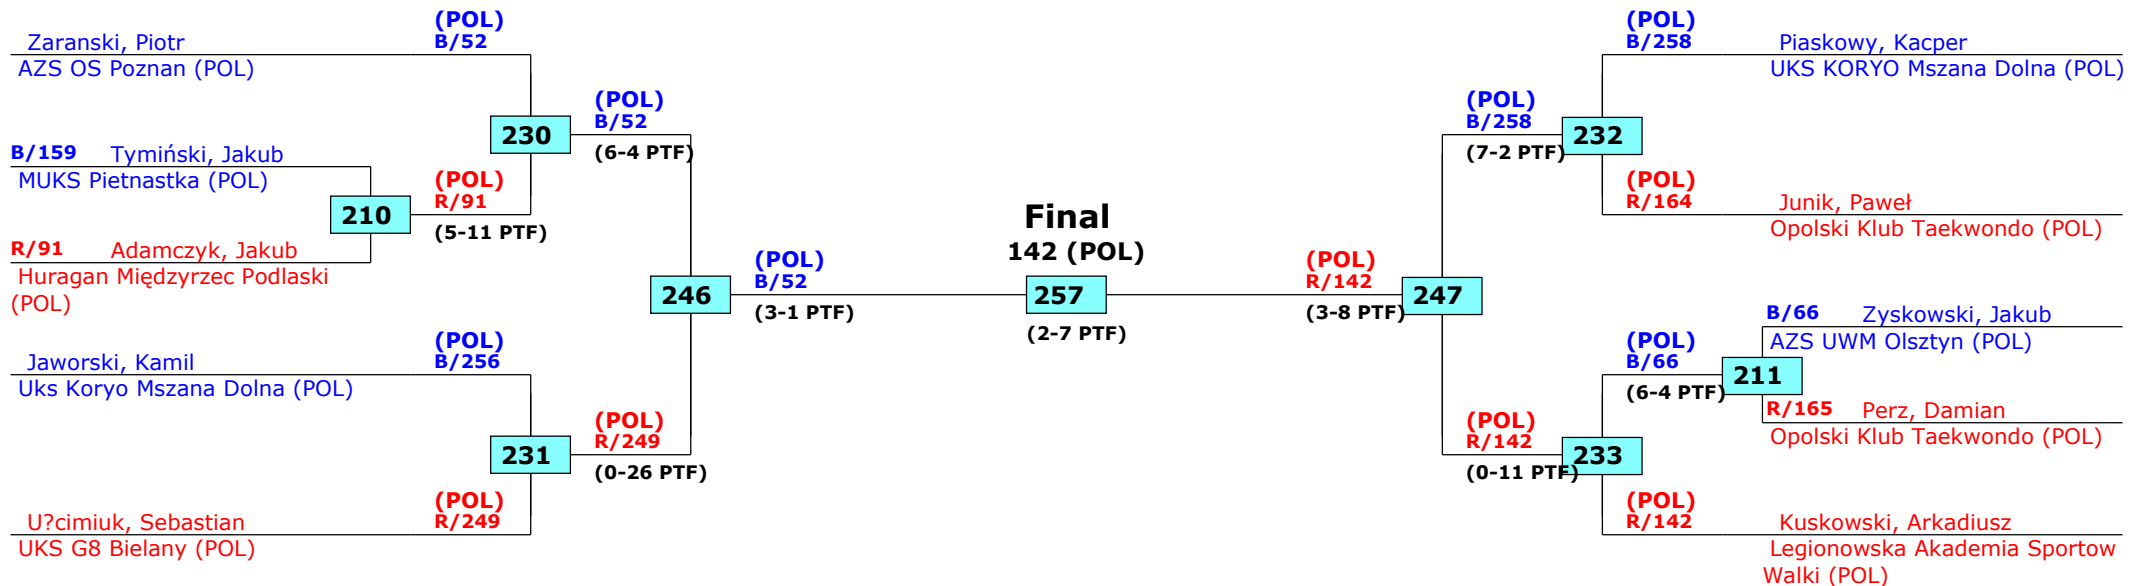 (POL)
B/52
Zaranski, Piotr
AZS OS Poznan (POL)
230
(POL)
B/52
(6-4 PTF)
B/159 Tymiński, Jakub
MUKS Pietnastka (POL)
210
(POL)
R/91
(5-11 PTF)
R/91 Adamczyk, Jakub
Huragan Międzyrzec Podlaski
(POL)
246
(POL)
B/52
(3-1 PTF)
(POL)
B/256
Jaworski, Kamil
Uks Koryo Mszana Dolna (POL)
231
(POL)
R/249
(0-26 PTF)
(POL)
R/249
U?cimiuk, Sebastian
UKS G8 Bielany (POL)
Final
142 (POL)
257
(2-7 PTF)
(POL)
B/258
Piaskowy, Kacper
UKS KORYO Mszana Dolna (POL)
(POL)
B/258
(7-2 PTF)
232
(POL)
R/164
Junik, Paweł
Opolski Klub Taekwondo (POL)
(POL)
R/142
(3-8 PTF)
247
B/66 Zyskowski, Jakub
AZS UWM Olsztyn (POL)
(POL)
B/66
(6-4 PTF)
211
R/165 Perz, Damian
Opolski Klub Taekwondo (POL)
(POL)
R/142
(0-11 PTF)
233
(POL)
R/142
Kuskowski, Arkadiusz
Legionowska Akademia Sportow
Walki (POL)